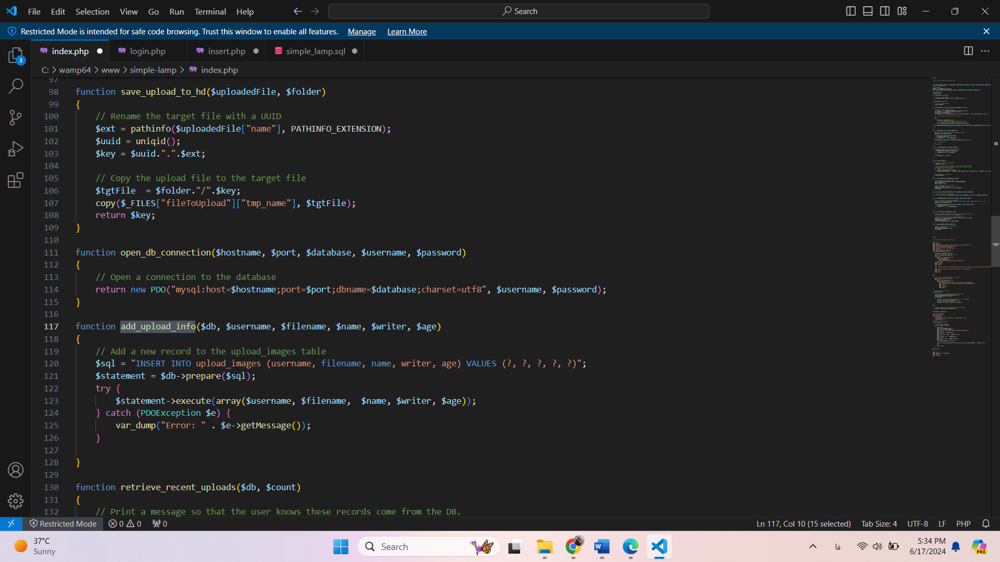 File Edit Selection View Go Run Terminal Help
Search
Restricted Mode is intended for safe code browsing. Trust this window to enable all features. Manage Learn More
3
index.php
login.php
insert.php
simple_lamp.sql
C: > wamp64 > www > simple-lamp > index.php
97
98 function save_upload_to_hd($uploadedFile, $folder)
99 {
100 // Rename the target file with a UUID
101 $ext = pathinfo($uploadedFile["name"], PATHINFO_EXTENSION);
102 $uuid = uniqid();
103 $key = $uuid.".".$ext;
104
105 // Copy the upload file to the target file
106 $tgtFile  = $folder."/".$key;
107 copy($_FILES["fileToUpload"]["tmp_name"], $tgtFile);
108 return $key;
109 }
110
111 function open_db_connection($hostname, $port, $database, $username, $password)
112 {
113 // Open a connection to the database
114 return new PDO("mysql:host=$hostname;port=$port;dbname=$database;charset=utf8", $username, $password);
115 }
116
117 function add_upload_info($db, $username, $filename, $name, $writer, $age)
118 {
119 // Add a new record to the upload_images table
120 $sql = "INSERT INTO upload_images (username, filename, name, writer, age) VALUES (?, ?, ?, ?, ?)";
121 $statement = $db->prepare($sql);
122 try {
123 $statement->execute(array($username, $filename,  $name, $writer, $age));
124 } catch (PDOException $e) {
125 var_dump("Error: " . $e->getMessage());
126 }
127
128 }
129
130 function retrieve_recent_uploads($db, $count)
131 {
132 // Print a message so that the user knows these records come from the DB.
Restricted Mode 0 0 0 Ln 117, Col 10 (15 selected) Tab Size: 4 UTF-8 LF PHP
37°C
Sunny
Search
فا
5:34 PM
6/17/2024
PRE